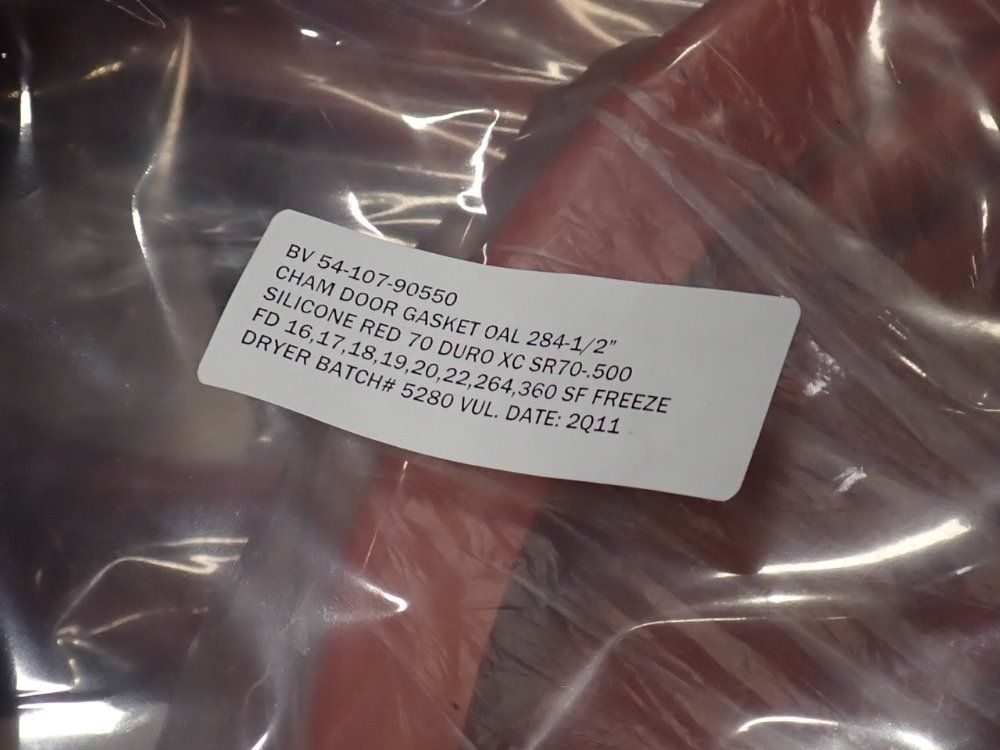 BV 54-107-90550
CHAM DOOR GASKET OAL 284-1/2"
SILICONE RED 70 DURO XC SR70-.500
FD 16,17,18,19,20,22,264,360 SF FREEZE
DRYER BATCH# 5280 VUL. DATE: 2Q11